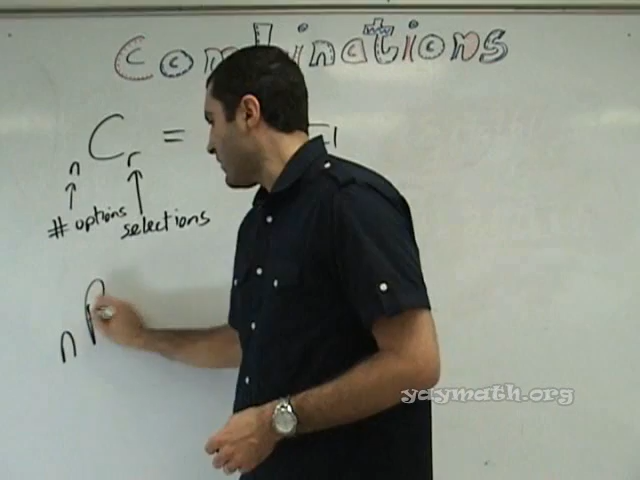 Combinations
nCr =
# options selections
nP
yaymath.org